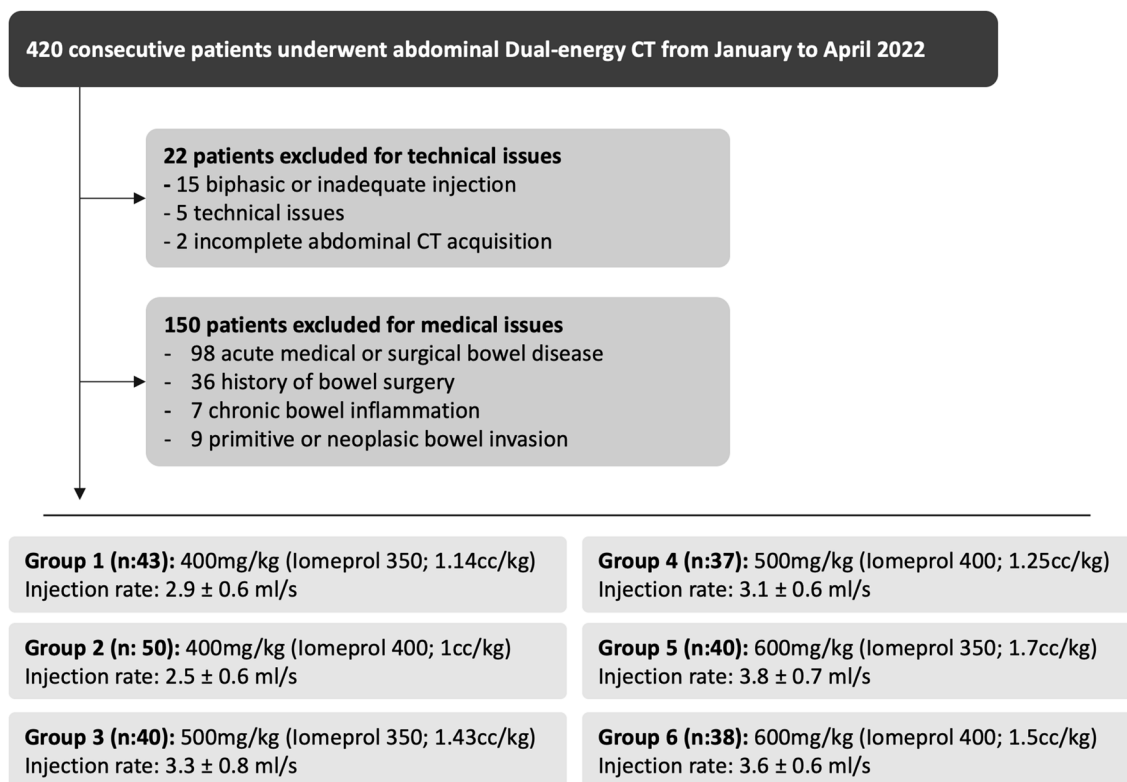 420 consecutive patients underwent abdominal Dual-energy CT from January to April 2022
22 patients excluded for technical issues
- 15 biphasic or inadequate injection
- 5 technical issues
- 2 incomplete abdominal CT acquisition
150 patients excluded for medical issues
- 98 acute medical or surgical bowel disease
- 36 history of bowel surgery
- 7 chronic bowel inflammation
- 9 primitive or neoplasic bowel invasion
Group 1 (n:43): 400mg/kg (Iomeprol 350; 1.14cc/kg)
Injection rate: 2.9 ± 0.6 ml/s
Group 2 (n: 50): 400mg/kg (Iomeprol 400; 1cc/kg)
Injection rate: 2.5 ± 0.6 ml/s
Group 3 (n:40): 500mg/kg (Iomeprol 350; 1.43cc/kg)
Injection rate: 3.3 ± 0.8 ml/s
Group 4 (n:37): 500mg/kg (Iomeprol 400; 1.25cc/kg)
Injection rate: 3.1 ± 0.6 ml/s
Group 5 (n:40): 600mg/kg (Iomeprol 350; 1.7cc/kg)
Injection rate: 3.8 ± 0.7 ml/s
Group 6 (n:38): 600mg/kg (Iomeprol 400; 1.5cc/kg)
Injection rate: 3.6 ± 0.6 ml/s